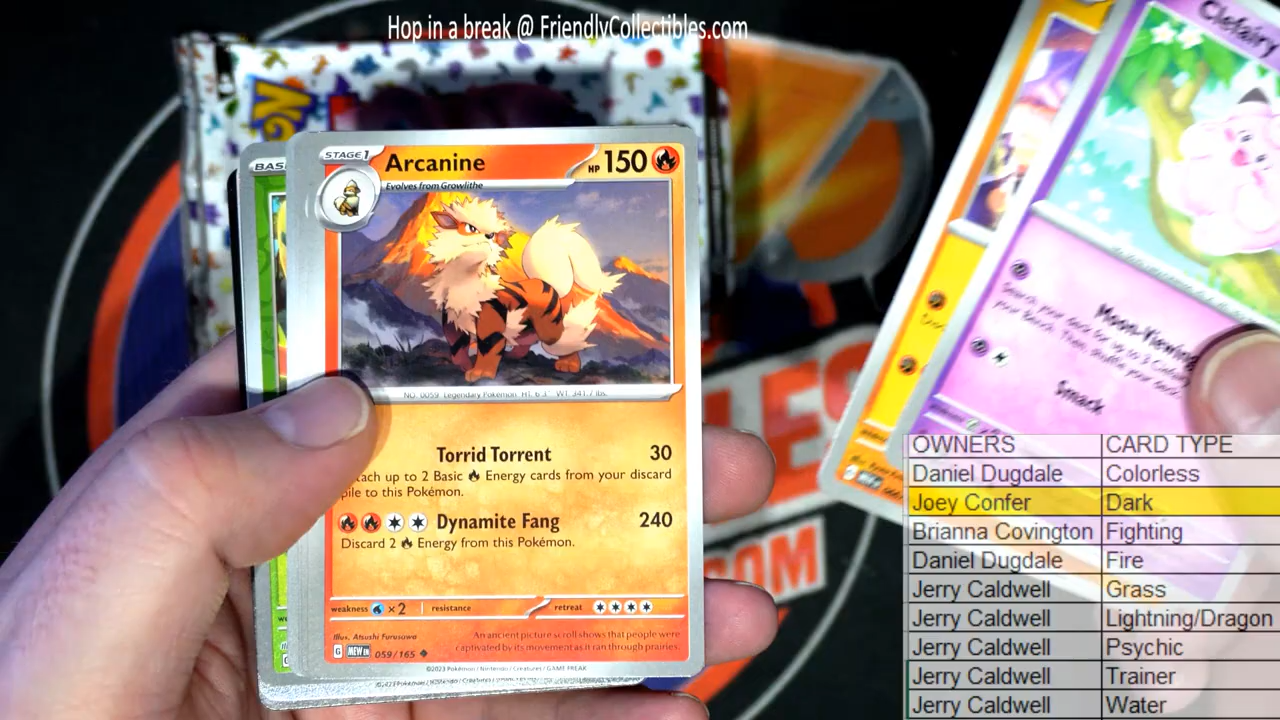 Hop in a break @ FriendlyCollectibles.com
BAS
STAGE1
Arcanine
HP 150
Evolves from Growlithe
NO. 0059 Legendary Pokémon HT: 6'3" WT: 341.7 lbs.
Torrid Torrent 30
ach up to 2 Basic Energy cards from your discard
pile to this Pokémon.
Dynamite Fang 240
Discard 2 Energy from this Pokémon.
weakness ×2 resistance retreat
Illus. Atsushi Furusawa
An ancient picture scroll shows that people were
captivated by its movement as it ran through prairies.
G MEW EN 059/165
©2023 Pokémon / Nintendo / Creatures / GAME FREAK
Clefairy
Moon-Viewing
Smack
LES
COM
OWNERS CARD TYPE
Daniel Dugdale Colorless
Joey Confer Dark
Brianna Covington Fighting
Daniel Dugdale Fire
Jerry Caldwell Grass
Jerry Caldwell Lightning/Dragon
Jerry Caldwell Psychic
Jerry Caldwell Trainer
Jerry Caldwell Water